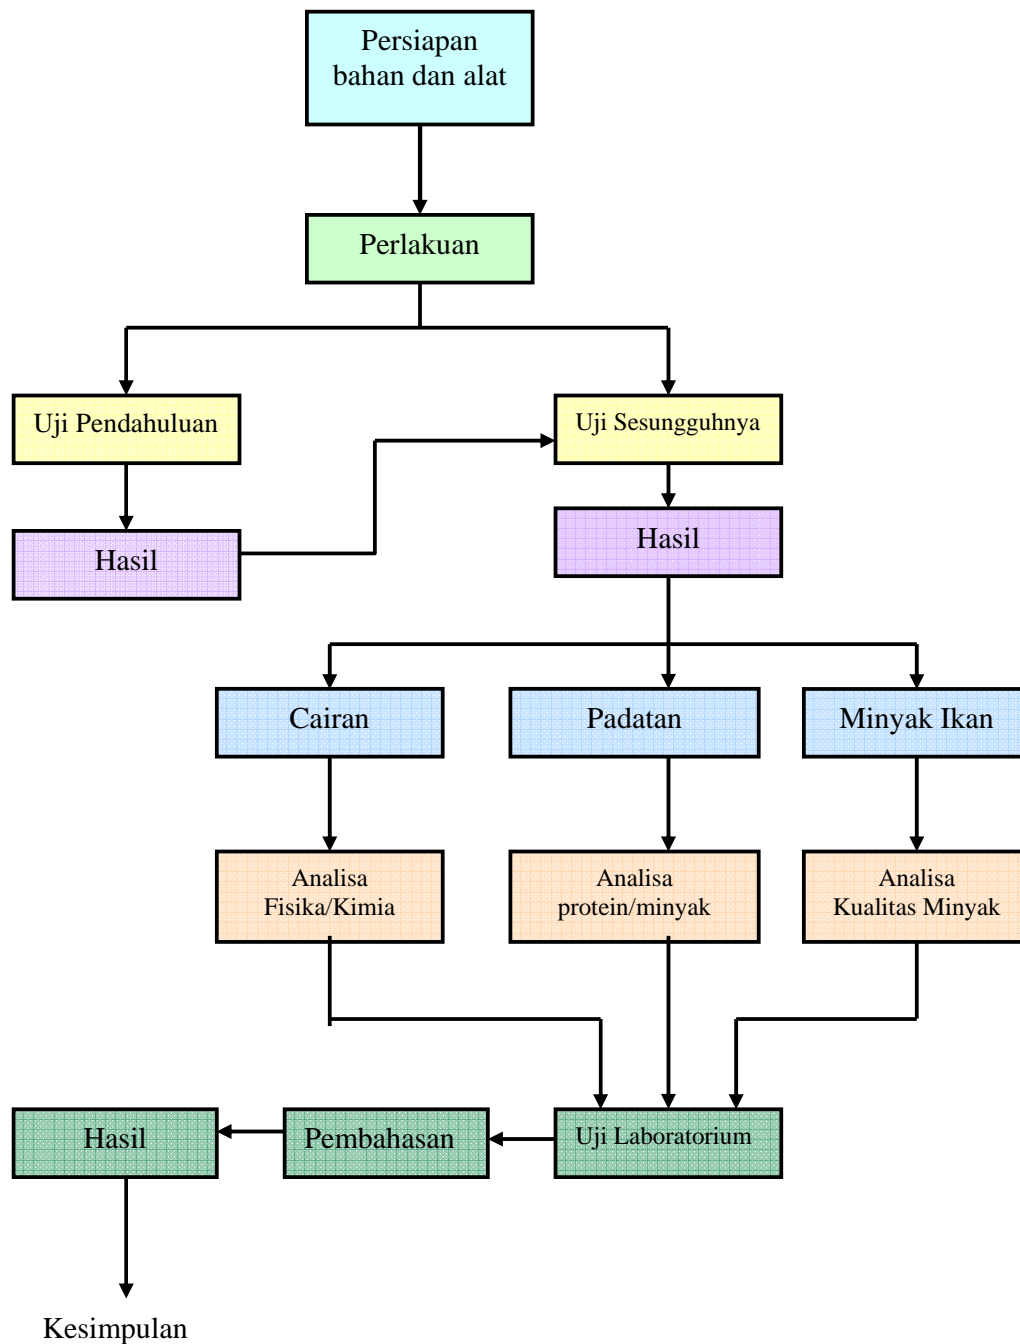 Persiapan
bahan dan alat
Perlakuan
Uji Pendahuluan
Uji Sesungguhnya
Hasil
Hasil
Cairan
Padatan
Minyak Ikan
Analisa
Fisika/Kimia
Analisa
protein/minyak
Analisa
Kualitas Minyak
Hasil
Pembahasan
Uji Laboratorium
Kesimpulan